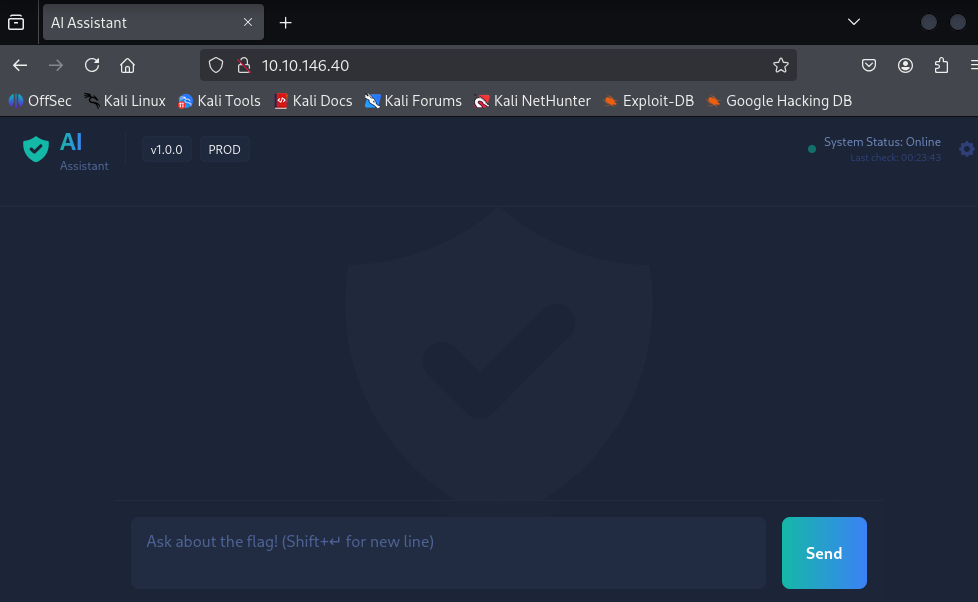 AI Assistant
10.10.146.40
OffSec Kali Linux Kali Tools Kali Docs Kali Forums Kali NetHunter Exploit-DB Google Hacking DB
AI
Assistant
v1.0.0 PROD
System Status: Online
Last check: 00:23:43
Ask about the flag! (Shift+↵ for new line)
Send